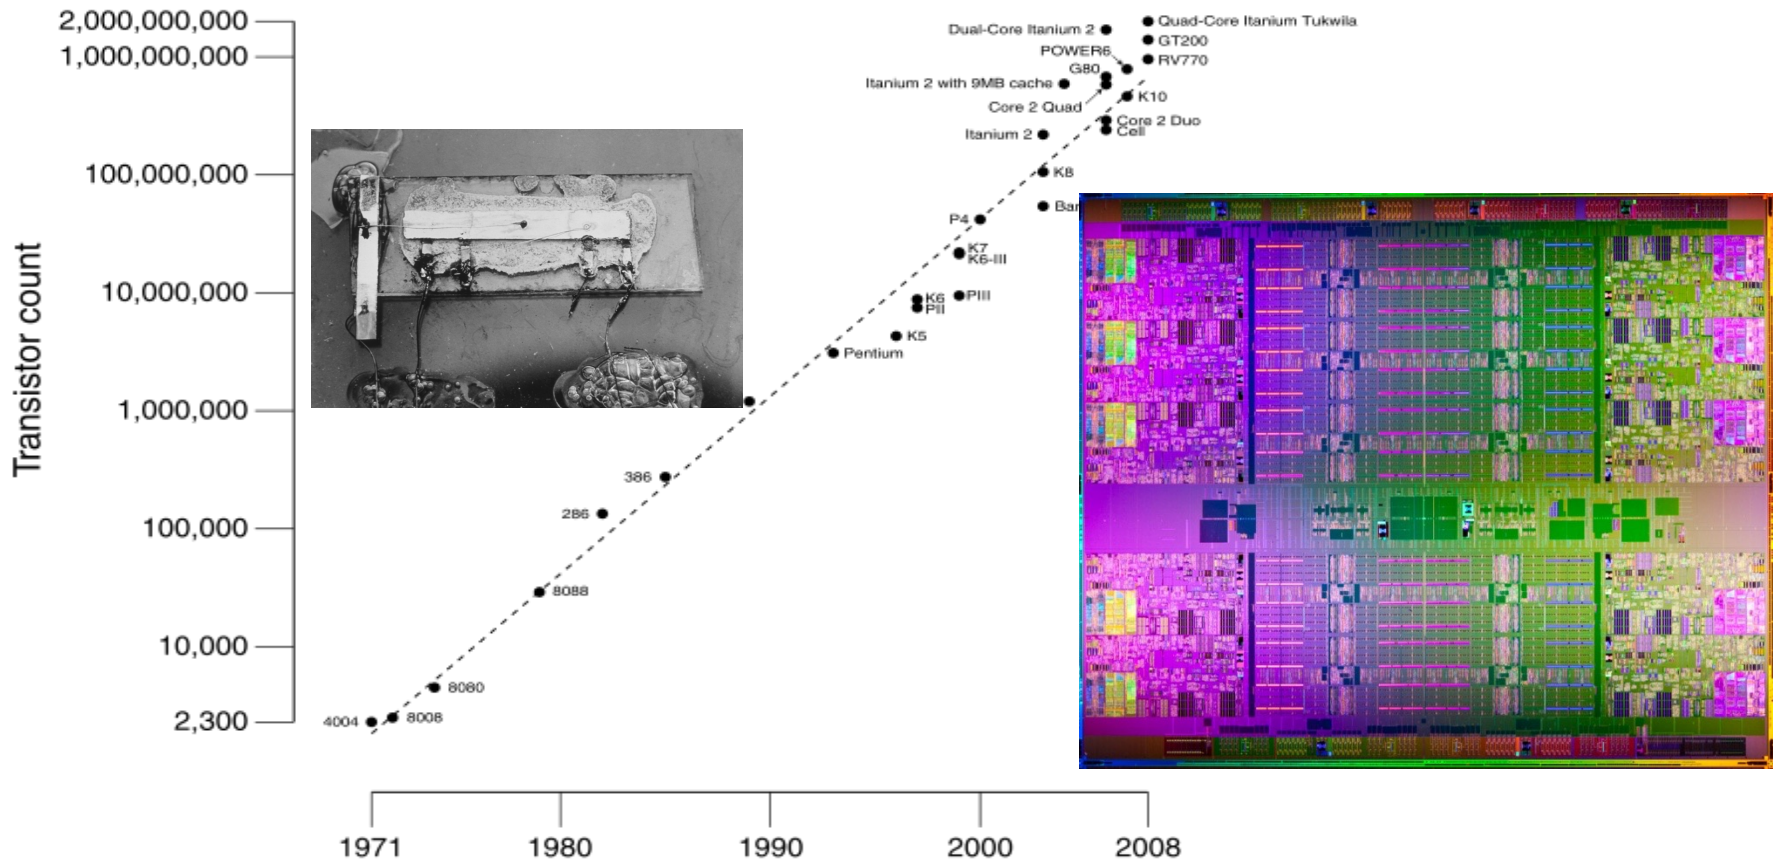 2,000,000,000
1,000,000,000
100,000,000
10,000,000
1,000,000
100,000
10,000
2,300
Transistor count
Quad-Core Itanium Tukwila
Dual-Core Itanium 2
GT200
POWER6
RV770
G80
Itanium 2 with 9MB cache
K10
Core 2 Quad
Core 2 Duo
Cell
Itanium 2
K8
Bar
P4
K7
K6-III
PIII
K6
PII
K5
Pentium
386
286
8088
8080
8008
4004
1971
1980
1990
2000
2008